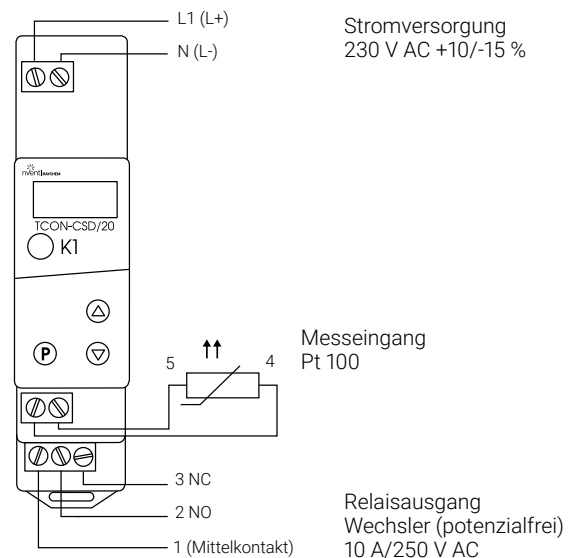 L1 (L+)
N (L-)
Stromversorgung
230 V AC +10/-15 %
nVent RAYCHEM
TCON-CSD/20
K1
P
5
4
Messeingang
Pt 100
3 NC
2 NO
1 (Mittelkontakt)
Relaisausgang
Wechsler (potenzialfrei)
10 A/250 V AC